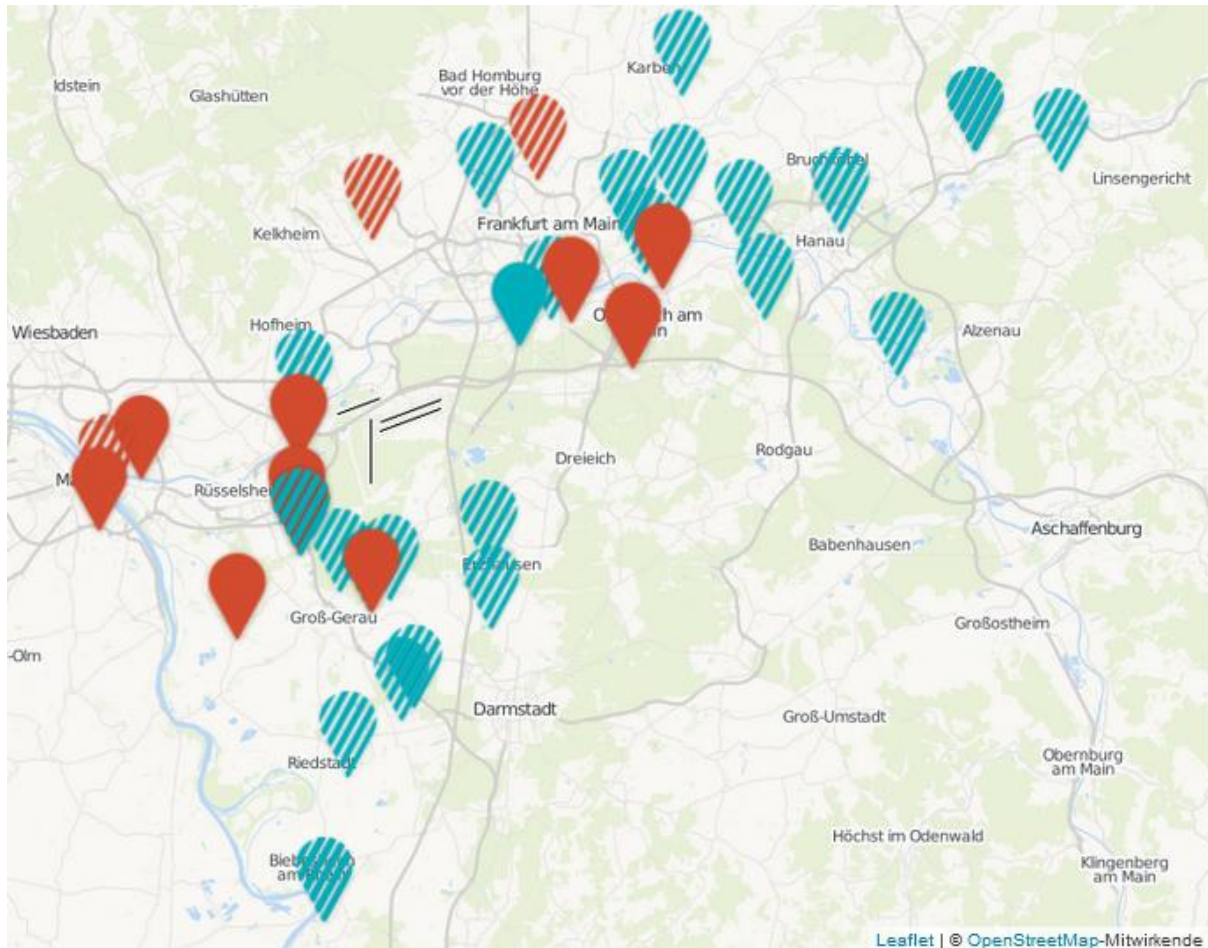 Karben
Bad Homburg
vor der Höhe
Idstein
Glashütten
Linsengericht
Frankfurt am Main
Kelkheim
Hanau
Hofheim
am
Wiesbaden
Alzenau
Dreieich
Rodgau
Aschaffenburg
Babenhausen
Groß-Gerau
Großostheim
-Olm
Darmstadt
Groß-Umstadt
Obernburg
am Main
Höchst im Odenwald
Klingenberg
am Main
Leaflet | © OpenStreetMap-Mitwirkende